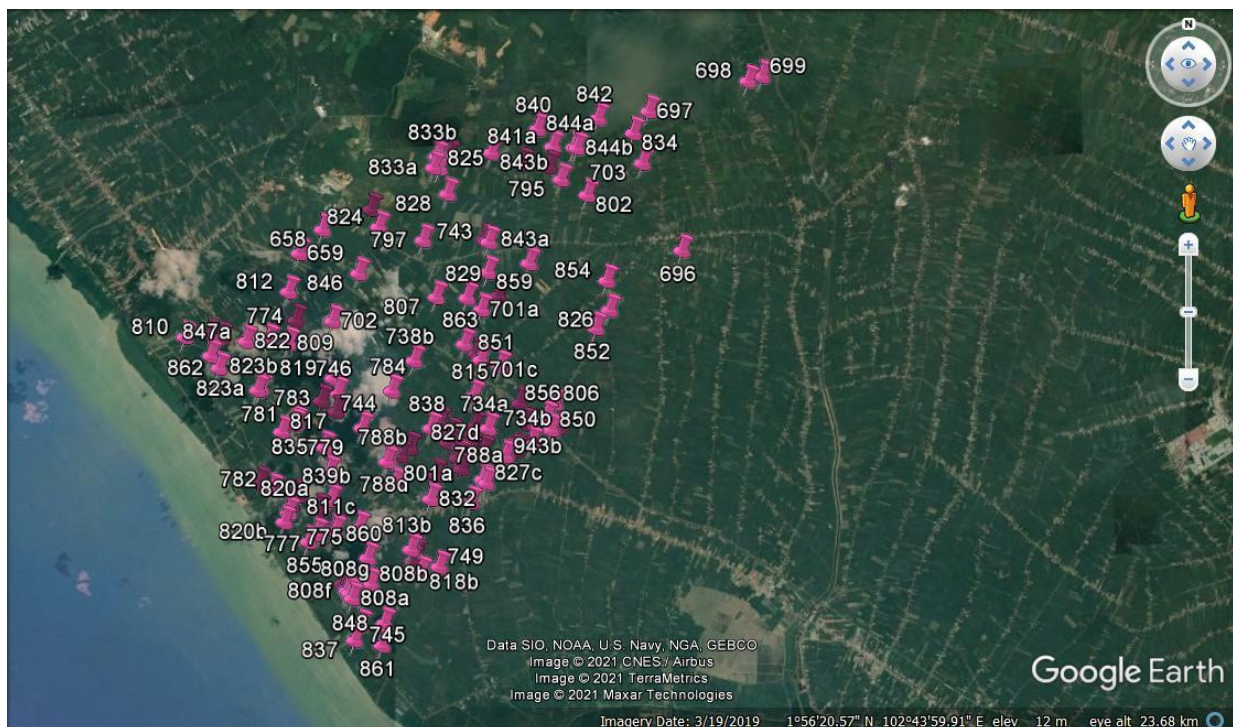 N
698 699
842
840 697
844a
841a 834
833b 844b
825 843b
833a 703
795
828 802
824
743
658 797 843a
659
696
846 829 854
812 859
807
701a
774 826
810 847a 702 863
822 738b 851 852
809
862 823b 819 746 784 815 701c
823a 783 856 806
744 734a
781 817 838 734b 850
827d
835 779 788b 943b
788a
782 839b 801a 827c
820a 788d
811c 832
820b 813b 836
777 775 860
749
855 808g 808b 818b
808f 808a
848 745
837
861
Data SIO, NOAA, U.S. Navy, NGA, GEBCO
Image © 2021 CNES / Airbus
Image © 2021 TerraMetrics
Image © 2021 Maxar Technologies
Google Earth
Imagery Date: 3/19/2019 1°56'20.57" N 102°43'59.91" E elev 12 m eye alt 23.68 km